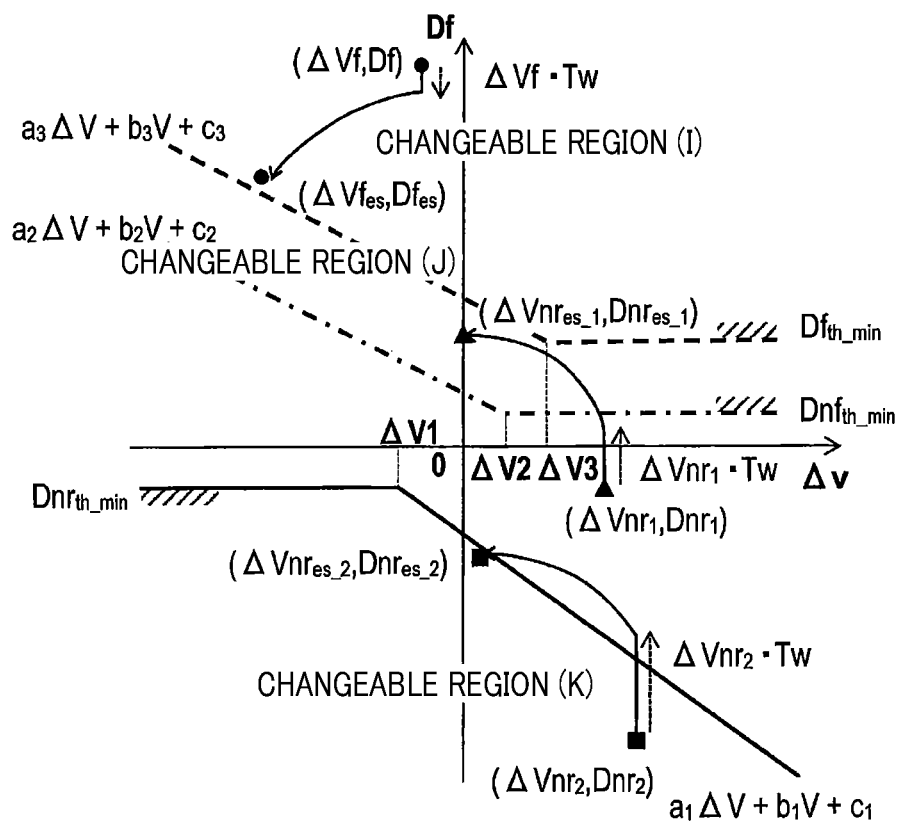 Df
(ΔVf,Df)
ΔVf・Tw
a₃ΔV + b₃V + c₃
CHANGEABLE REGION (I)
(ΔVfes,Dfes)
a₂ΔV + b₂V + c₂
CHANGEABLE REGION (J)
(ΔVnres_1,Dnres_1)
Dfth_min
Dnfth_min
ΔV1
0
ΔV2
ΔV3
ΔVnr₁・Tw
Δv
Dnrth_min
(ΔVnr₁,Dnr₁)
(ΔVnres_2,Dnres_2)
ΔVnr₂・Tw
CHANGEABLE REGION (K)
(ΔVnr₂,Dnr₂)
a₁ΔV + b₁V + c₁